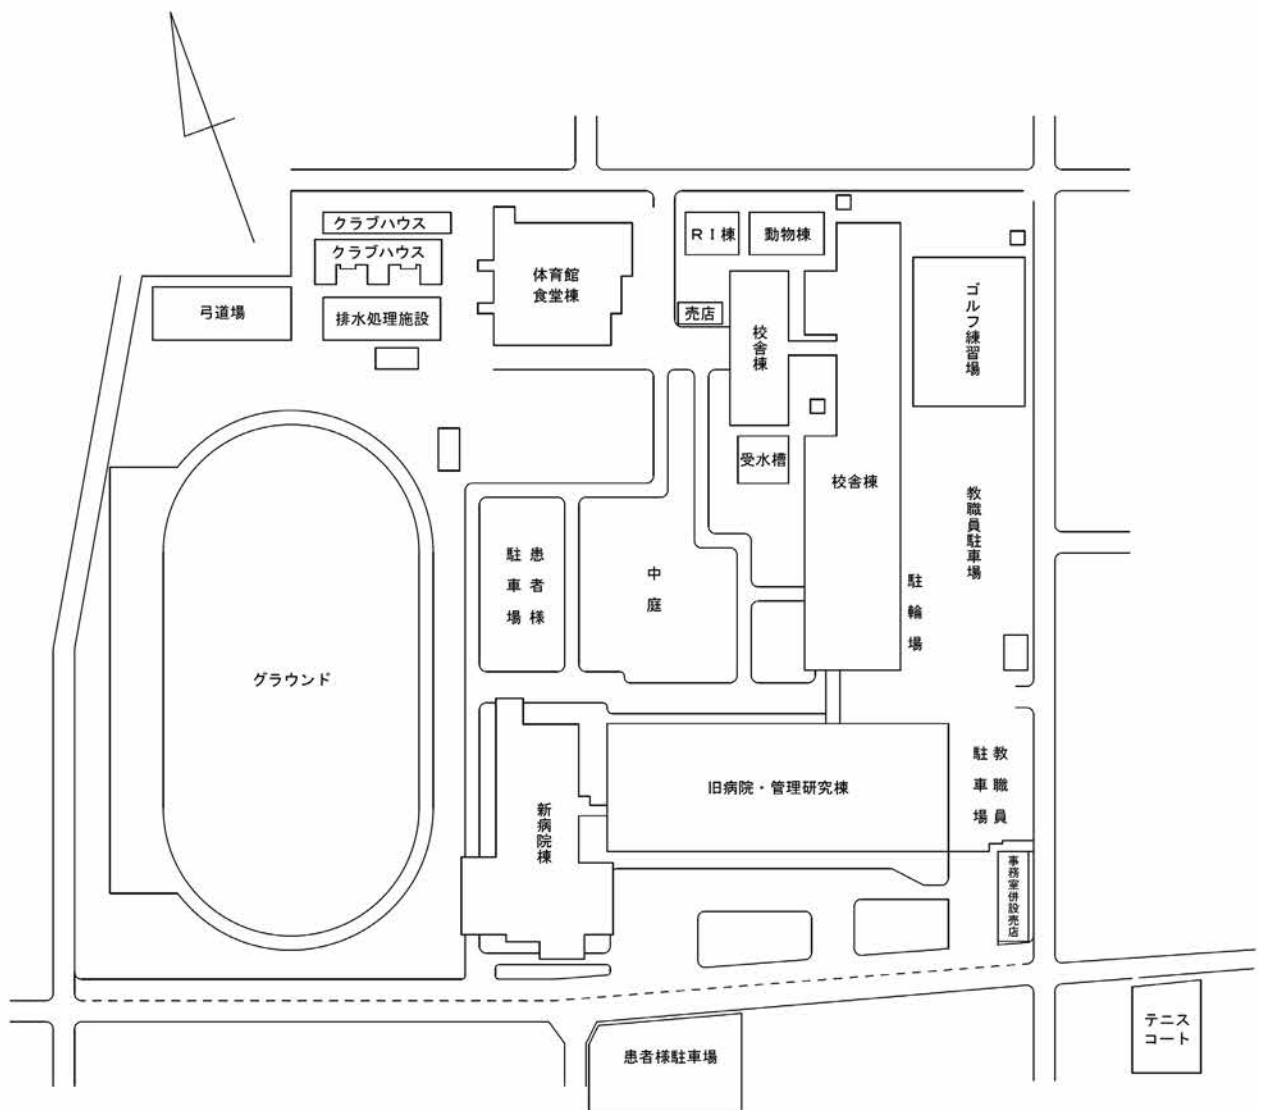 クラブハウス
クラブハウス
弓道場
排水処理施設
体育館
食堂棟
ＲＩ棟
動物棟
売店
校舎棟
ゴルフ練習場
受水槽
校舎棟
教職員駐車場
駐輪場
患者様
駐車場
中庭
グラウンド
旧病院・管理研究棟
教職員
駐車場
新病院棟
事務室併設売店
患者様駐車場
テニス
コート